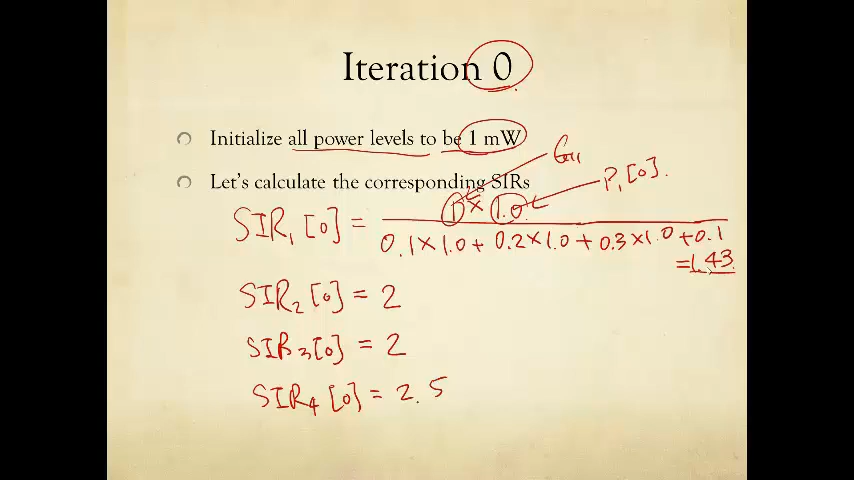 Iteration 0
Initialize all power levels to be 1 mW
G11
Let's calculate the corresponding SIRs
P1[0].
1 × 1.0
SIR1[0] =
0.1×1.0 + 0.2×1.0 + 0.3×1.0 + 0.1
=1.43
SIR2[0] = 2
SIR3[0] = 2
SIR4[0] = 2.5